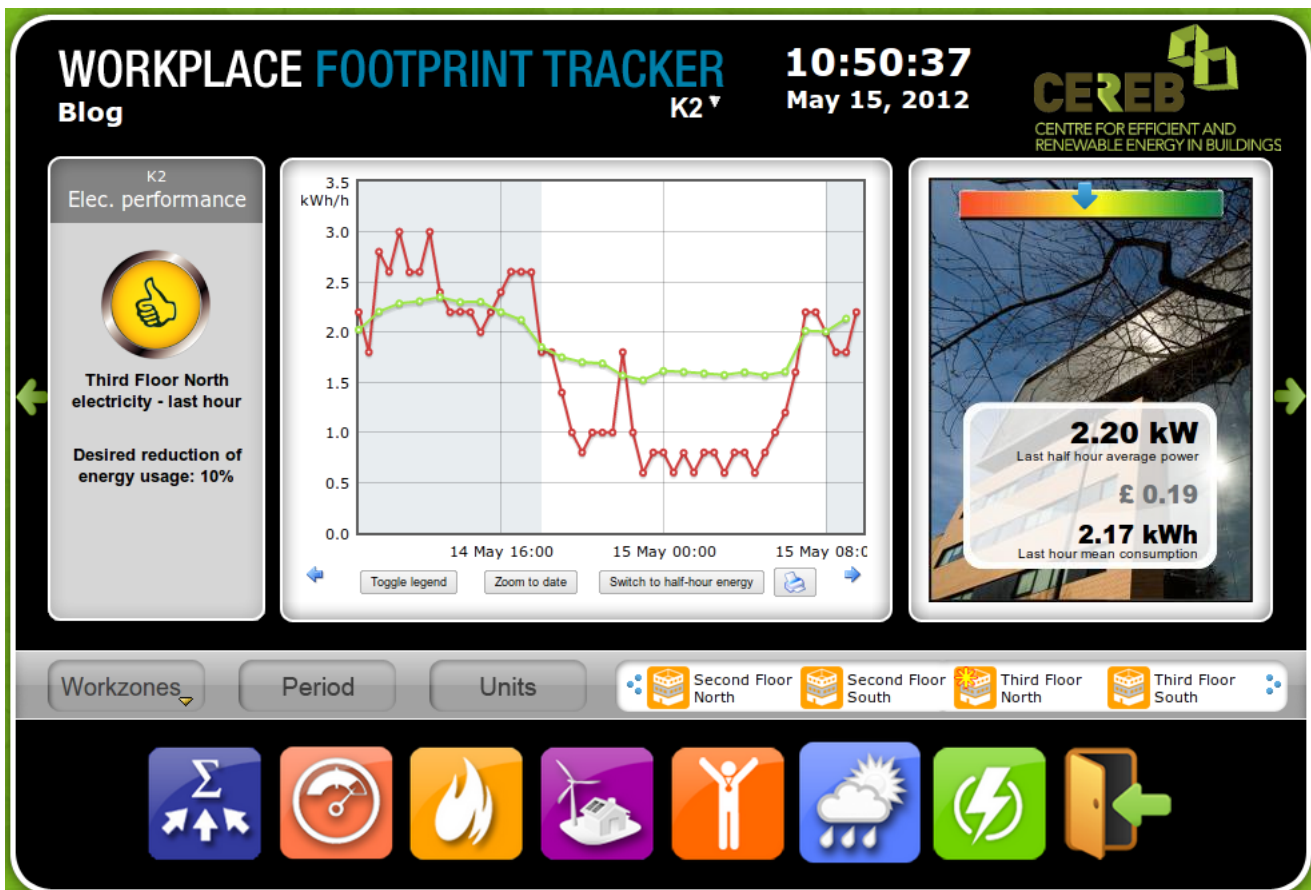 WORKPLACE FOOTPRINT TRACKER
Blog
K2
10:50:37
May 15, 2012
CEREB
CENTRE FOR EFFICIENT AND
RENEWABLE ENERGY IN BUILDINGS
K2
Elec. performance
Third Floor North
electricity - last hour
Desired reduction of
energy usage: 10%
3.5
kWh/h
3.0
2.5
2.0
1.5
1.0
0.5
0.0
14 May 16:00 15 May 00:00 15 May 08:0
Toggle legend Zoom to date Switch to half-hour energy
2.20 kW
Last half hour average power
£ 0.19
2.17 kWh
Last hour mean consumption
Workzones Period Units
Second Floor
North
Second Floor
South
Third Floor
North
Third Floor
South
Σ